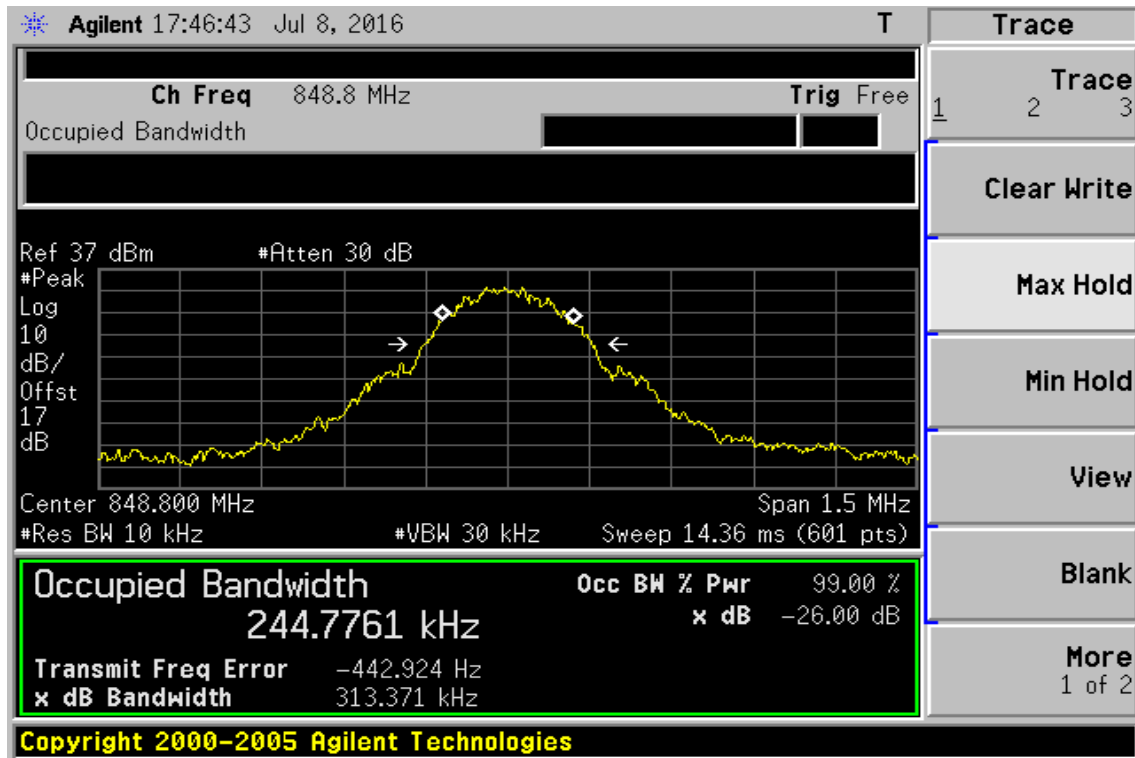 Agilent 17:46:43 Jul 8, 2016 T
Trace
Ch Freq 848.8 MHz Trig Free
Occupied Bandwidth
Trace
1 2 3
Clear Write
Max Hold
Min Hold
View
Blank
More
1 of 2
Ref 37 dBm #Atten 30 dB
#Peak
Log
10
dB/
Offst
17
dB
Center 848.800 MHz Span 1.5 MHz
#Res BW 10 kHz #VBW 30 kHz Sweep 14.36 ms (601 pts)
Occupied Bandwidth Occ BW % Pwr 99.00 %
244.7761 kHz x dB -26.00 dB
Transmit Freq Error -442.924 Hz
x dB Bandwidth 313.371 kHz
Copyright 2000-2005 Agilent Technologies